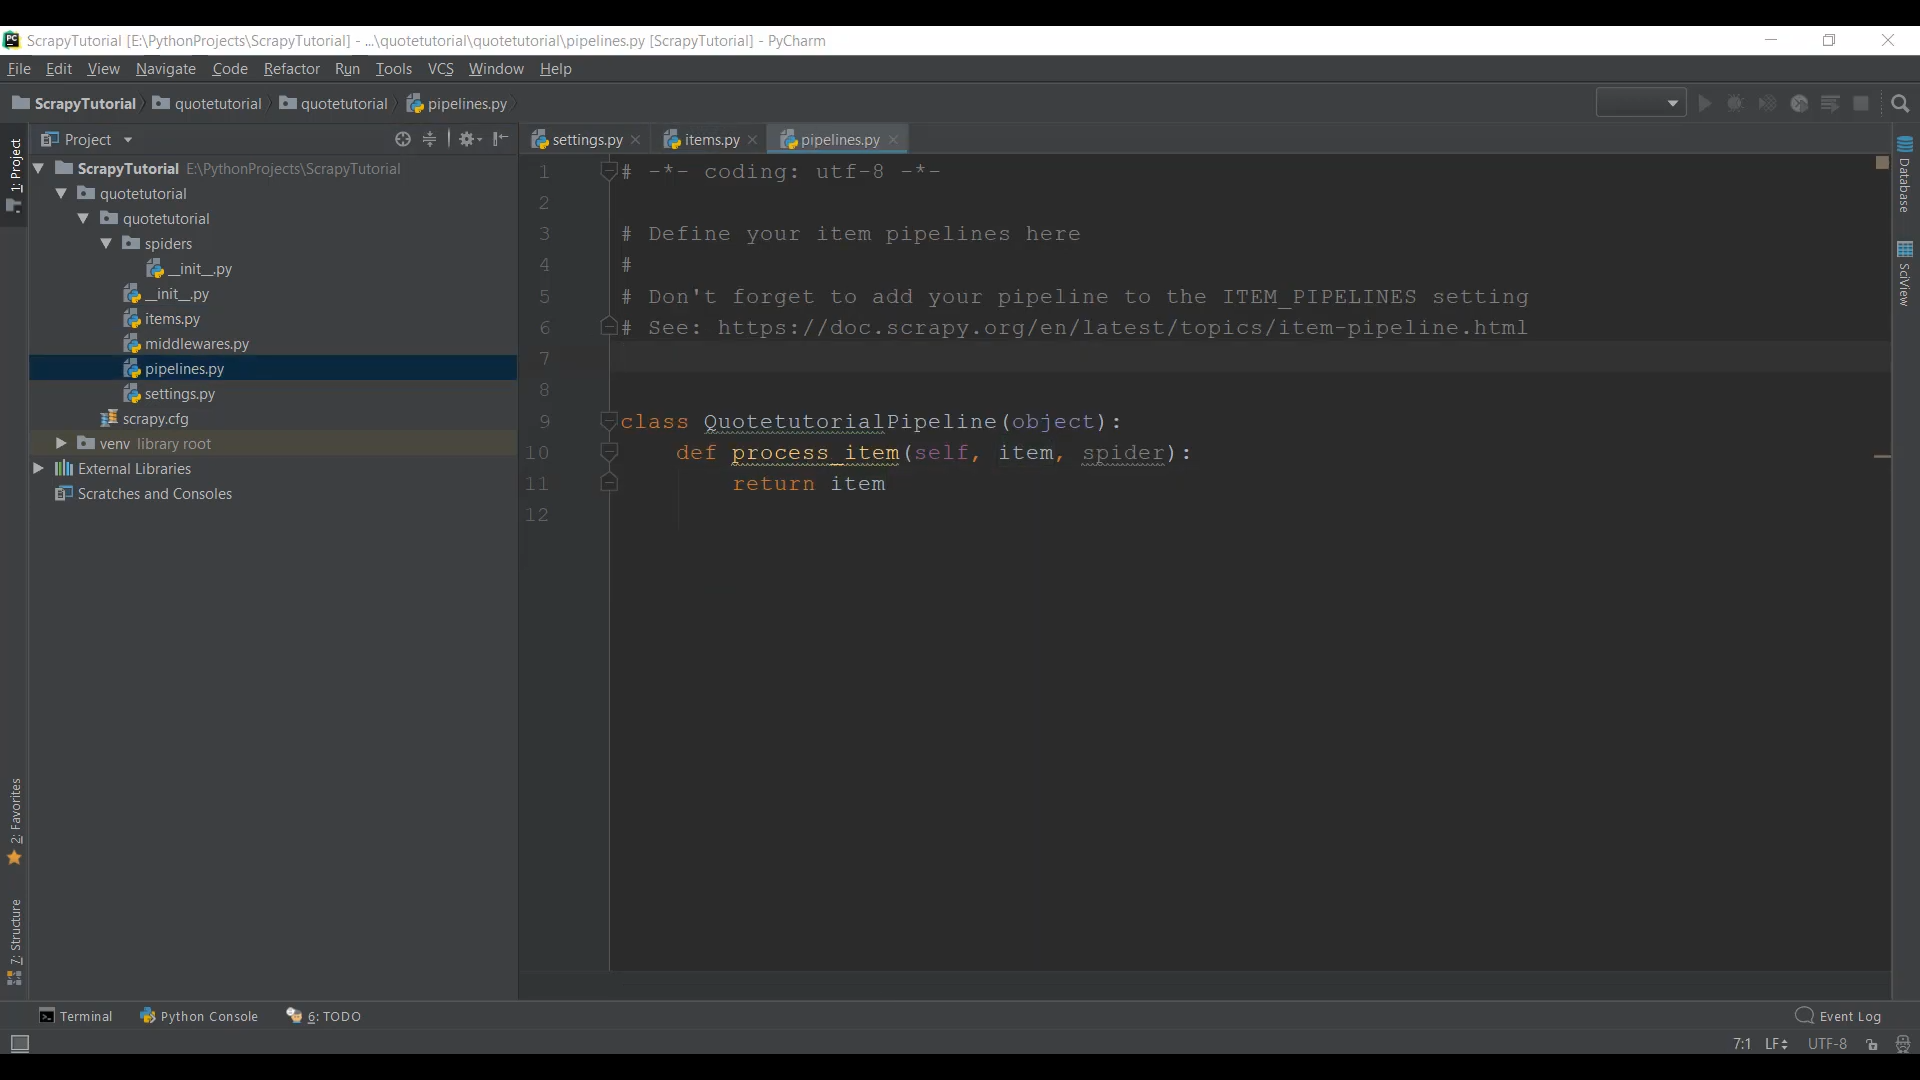 ScrapyTutorial [E:\PythonProjects\ScrapyTutorial] - ...\quotetutorial\quotetutorial\pipelines.py [ScrapyTutorial] - PyCharm
File Edit View Navigate Code Refactor Run Tools VCS Window Help
ScrapyTutorial quotetutorial quotetutorial pipelines.py
Project
settings.py items.py pipelines.py
1: Project
2: Favorites
7: Structure
ScrapyTutorial E:\PythonProjects\ScrapyTutorial
quotetutorial
quotetutorial
spiders
__init__.py
__init__.py
items.py
middlewares.py
pipelines.py
settings.py
scrapy.cfg
venv library root
External Libraries
Scratches and Consoles
1 # -*- coding: utf-8 -*-
2
3 # Define your item pipelines here
4 #
5 # Don't forget to add your pipeline to the ITEM_PIPELINES setting
6 # See: https://doc.scrapy.org/en/latest/topics/item-pipeline.html
7
8
9 class QuotetutorialPipeline(object):
10 def process_item(self, item, spider):
11 return item
12
Database
SciView
Terminal Python Console 6: TODO Event Log
7:1 LF UTF-8